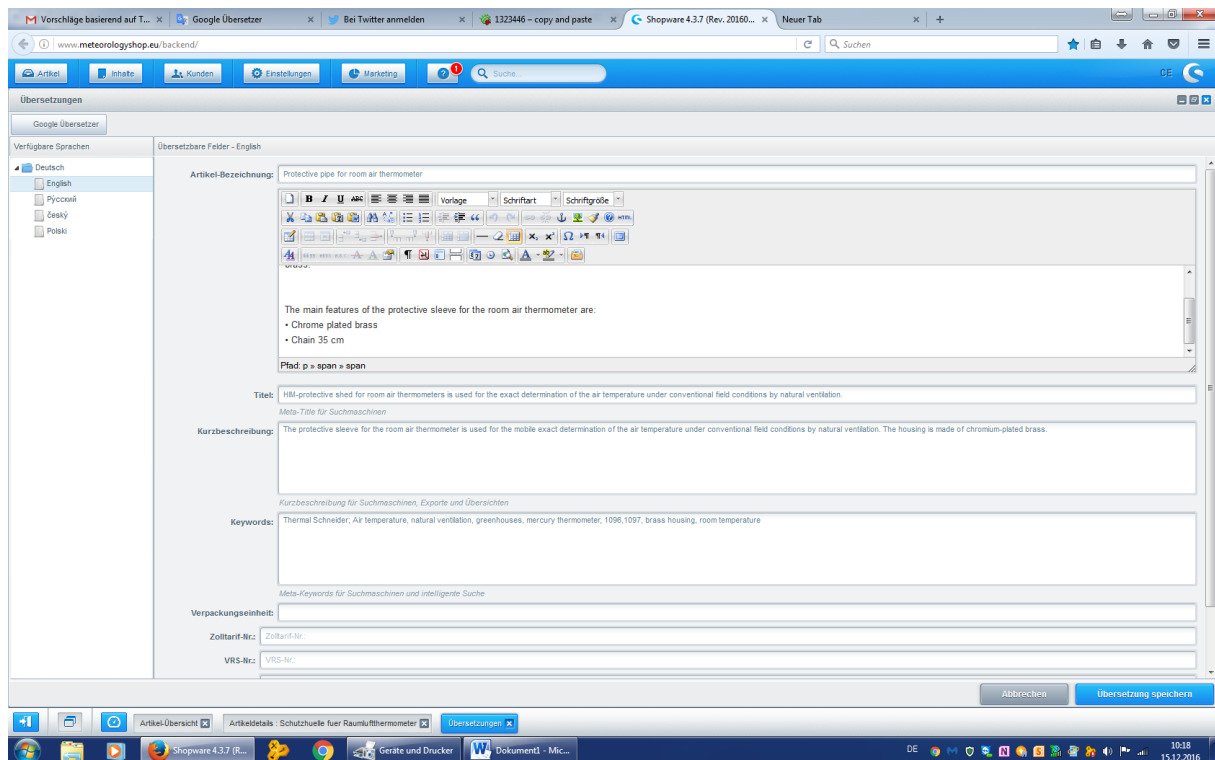 Vorschläge basierend auf T...
Google Übersetzer
Bei Twitter anmelden
1323446 – copy and paste
Shopware 4.3.7 (Rev. 20160...
Neuer Tab
www.meteorologyshop.eu/backend/
Suchen
Artikel
Inhalte
Kunden
Einstellungen
Marketing
1
Suche...
Übersetzungen
Google Übersetzer
Verfügbare Sprachen
Übersetzbare Felder - English
Deutsch
English
Рýсский
český
Polski
Artikel-Bezeichnung: Protective pipe for room air thermometer
B I U ABC Vorlage Schriftart Schriftgröße
HTML
The main features of the protective sleeve for the room air thermometer are:
• Chrome plated brass
• Chain 35 cm
Pfad: p » span » span
Titel: HIM-protective shed for room air thermometers is used for the exact determination of the air temperature under conventional field conditions by natural ventilation.
Meta-Title für Suchmaschinen
Kurzbeschreibung: The protective sleeve for the room air thermometer is used for the mobile exact determination of the air temperature under conventional field conditions by natural ventilation. The housing is made of chromium-plated brass.
Kurzbeschreibung für Suchmaschinen, Exporte und Übersichten
Keywords: Thermal Schneider; Air temperature, natural ventilation, greenhouses, mercury thermometer, 1096,1097, brass housing, room temperature
Meta-Keywords für Suchmaschinen und intelligente Suche
Verpackungseinheit:
Zolltarif-Nr.: Zolltarif-Nr.:
VRS-Nr.: VRS-Nr.:
Abbrechen
Übersetzung speichern
Artikel-Übersicht
Artikeldetails : Schutzhuelle fuer Raumluftthermometer
Übersetzungen
Shopware 4.3.7 (R...
Geräte und Drucker
Dokument1 - Mic...
DE
10:18
15.12.2016